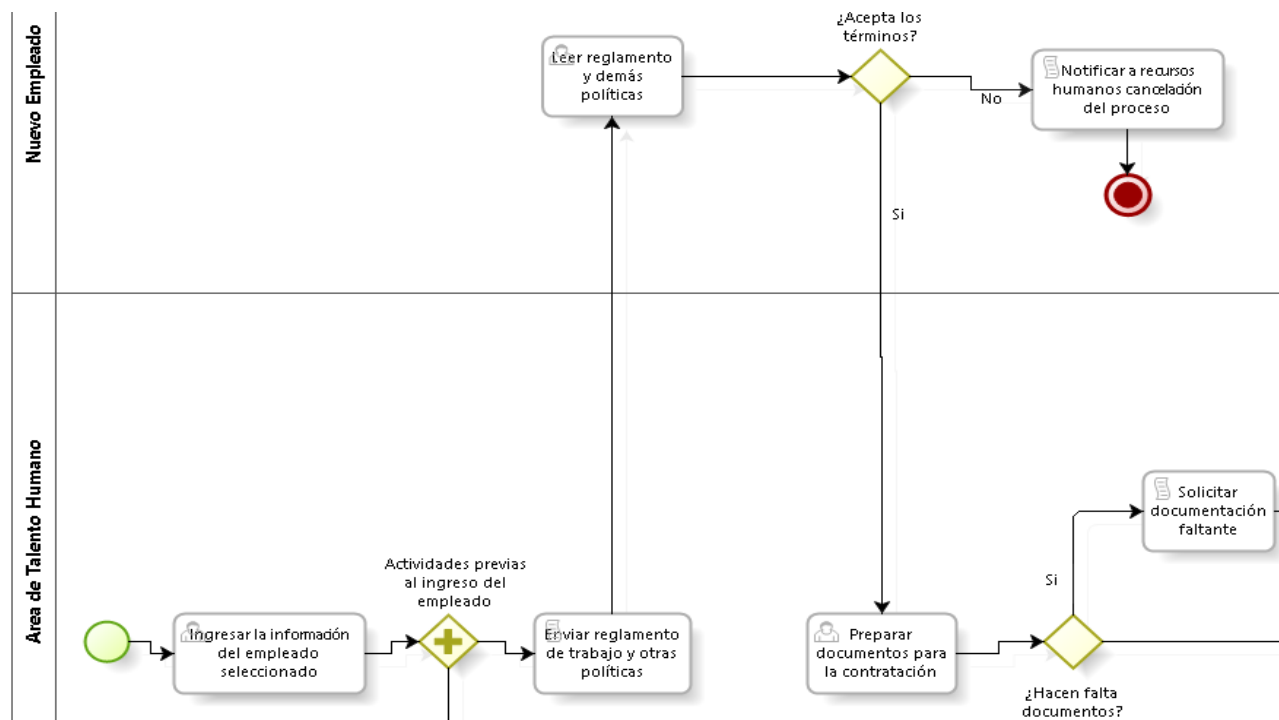 Nuevo Empleado
Leer reglamento
y demás
políticas
¿Acepta los
términos?
No
Notificar a recursos
humanos cancelación
del proceso
Si
Area de Talento Humano
Ingresar la información
del empleado
seleccionado
Actividades previas
al ingreso del
empleado
Enviar reglamento
de trabajo y otras
políticas
Preparar
documentos para
la contratación
Si
Solicitar
documentación
faltante
¿Hacen falta
documentos?